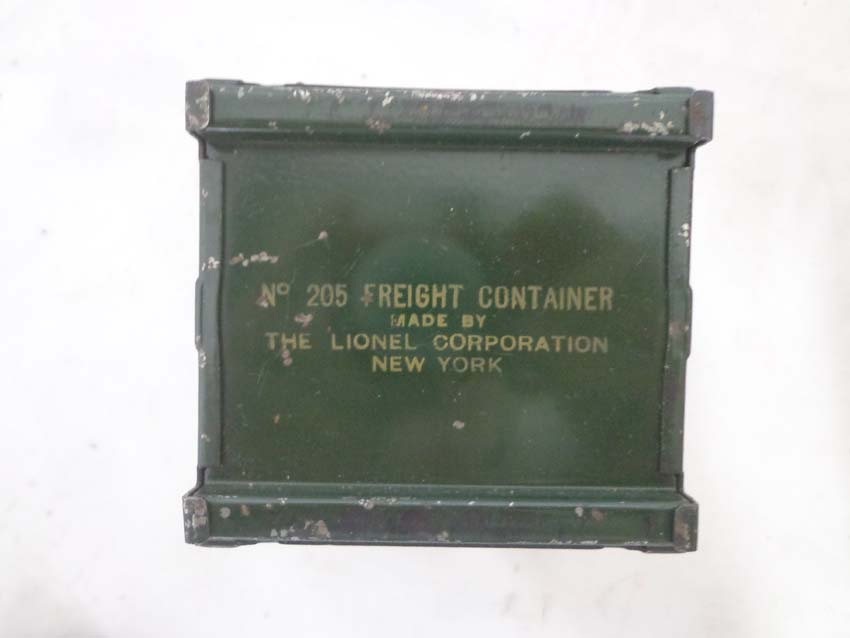 Nº 205 FREIGHT CONTAINER
MADE BY
THE LIONEL CORPORATION
NEW YORK